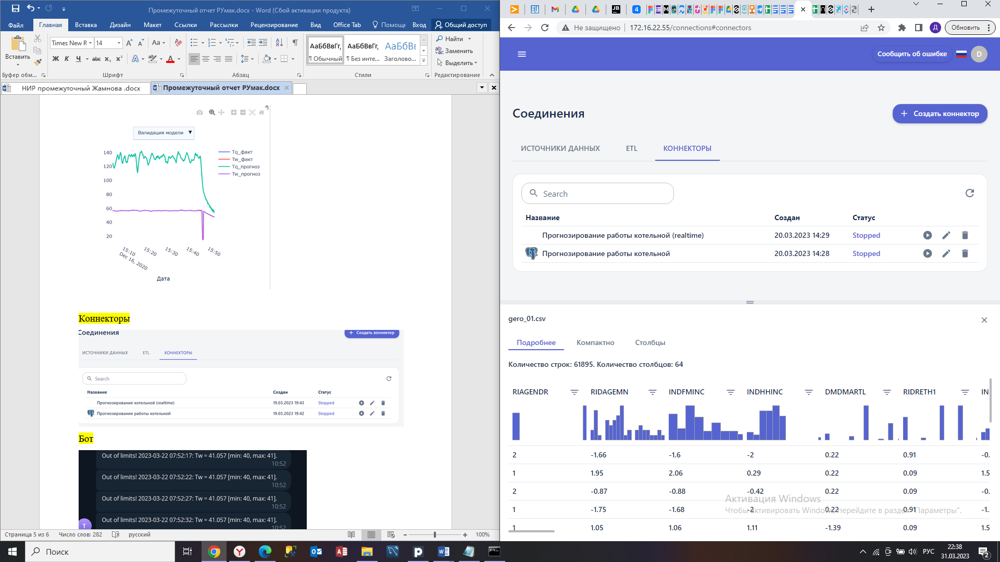 Промежуточный отчет РУмак.docx - Word (Сбой активации продукта)
Файл Главная Вставка Дизайн Макет Ссылки Рассылки Рецензирование Вид Office Tab Помощь Вход Общий доступ
Вставить
Times New R 14
Aa
Ж К Ч abc x₂ x² A
АаБбВвГг, АаБбВвГг, АаБбВі
¶ Обычный ¶ Без инте... Заголово...
Найти
Заменить
Выделить
Буфер обм... Шрифт Абзац Стили Редактирование
НИР промежуточный Жамнова .docx Промежуточный отчет РУмак.docx
Валидация модели
140
120
100
80
60
40
20
Tq_факт
Tw_факт
Tq_прогноз
Tw_прогноз
15:10 15:20 15:30 15:40 15:50
Dec 16, 2020
Дата
Коннекторы
Соединения
Создать коннектор
ИСТОЧНИКИ ДАННЫХ ETL КОННЕКТОРЫ
Search
Название Создан Статус
Прогнозирование котельной (realtime) 19.03.2023 19:43 Stopped
Прогнозирование работы котельной 19.03.2023 19:42 Stopped
Бот
Out of limits! 2023-03-22 07:52:17: Tw = 41.057 [min: 40, max: 41].
10:52
Out of limits! 2023-03-22 07:52:22: Tw = 41.057 [min: 40, max: 41].
10:52
Out of limits! 2023-03-22 07:52:27: Tw = 41.057 [min: 40, max: 41].
10:52
Out of limits! 2023-03-22 07:52:32: Tw = 41.057 [min: 40, max: 41].
10:52
T
Страница 5 из 6 Число слов: 282 русский 100%
Не защищено 172.16.22.55/connections#connectors
Д Обновить
Сообщить об ошибке D
Соединения
+ Создать коннектор
ИСТОЧНИКИ ДАННЫХ ETL КОННЕКТОРЫ
Search
Название Создан Статус
Прогнозирование работы котельной (realtime) 20.03.2023 14:29 Stopped
Прогнозирование работы котельной 20.03.2023 14:28 Stopped
gero_01.csv
Подробнее Компактно Столбцы
Количество строк: 61895. Количество столбцов: 64
RIAGENDR RIDAGEMN INDFMINC INDHHINC DMDMARTL RIDRETH1 IN
2 -1.66 -1.6 -2 0.22 0.91 -0.
1 1.95 2.06 0.29 0.22 0.09 1.5
2 -0.87 -0.88 -0.42 0.22 0.09 -0.
1 -1.75 -1.68 -2 0.22 0.91 -1.
1 1.05 1.06 1.11 -1.39 0.09 1.5
Активация Windows
Чтобы активировать Windows, перейдите в раздел "Параметры".
Поиск
РУС
22:38
31.03.2023
2